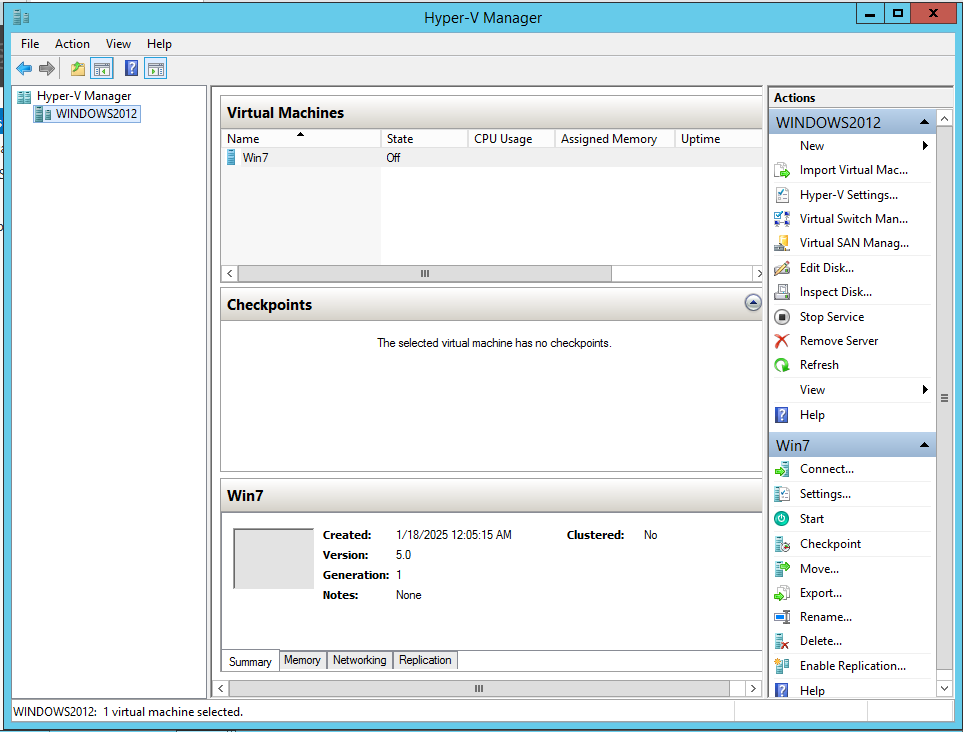 Hyper-V Manager
File Action View Help
Hyper-V Manager
WINDOWS2012
Virtual Machines
Name State CPU Usage Assigned Memory Uptime
Win7 Off
Checkpoints
The selected virtual machine has no checkpoints.
Win7
Created: 1/18/2025 12:05:15 AM Clustered: No
Version: 5.0
Generation: 1
Notes: None
Summary Memory Networking Replication
Actions
WINDOWS2012
New
Import Virtual Mac...
Hyper-V Settings...
Virtual Switch Man...
Virtual SAN Manag...
Edit Disk...
Inspect Disk...
Stop Service
Remove Server
Refresh
View
Help
Win7
Connect...
Settings...
Start
Checkpoint
Move...
Export...
Rename...
Delete...
Enable Replication...
Help
WINDOWS2012: 1 virtual machine selected.